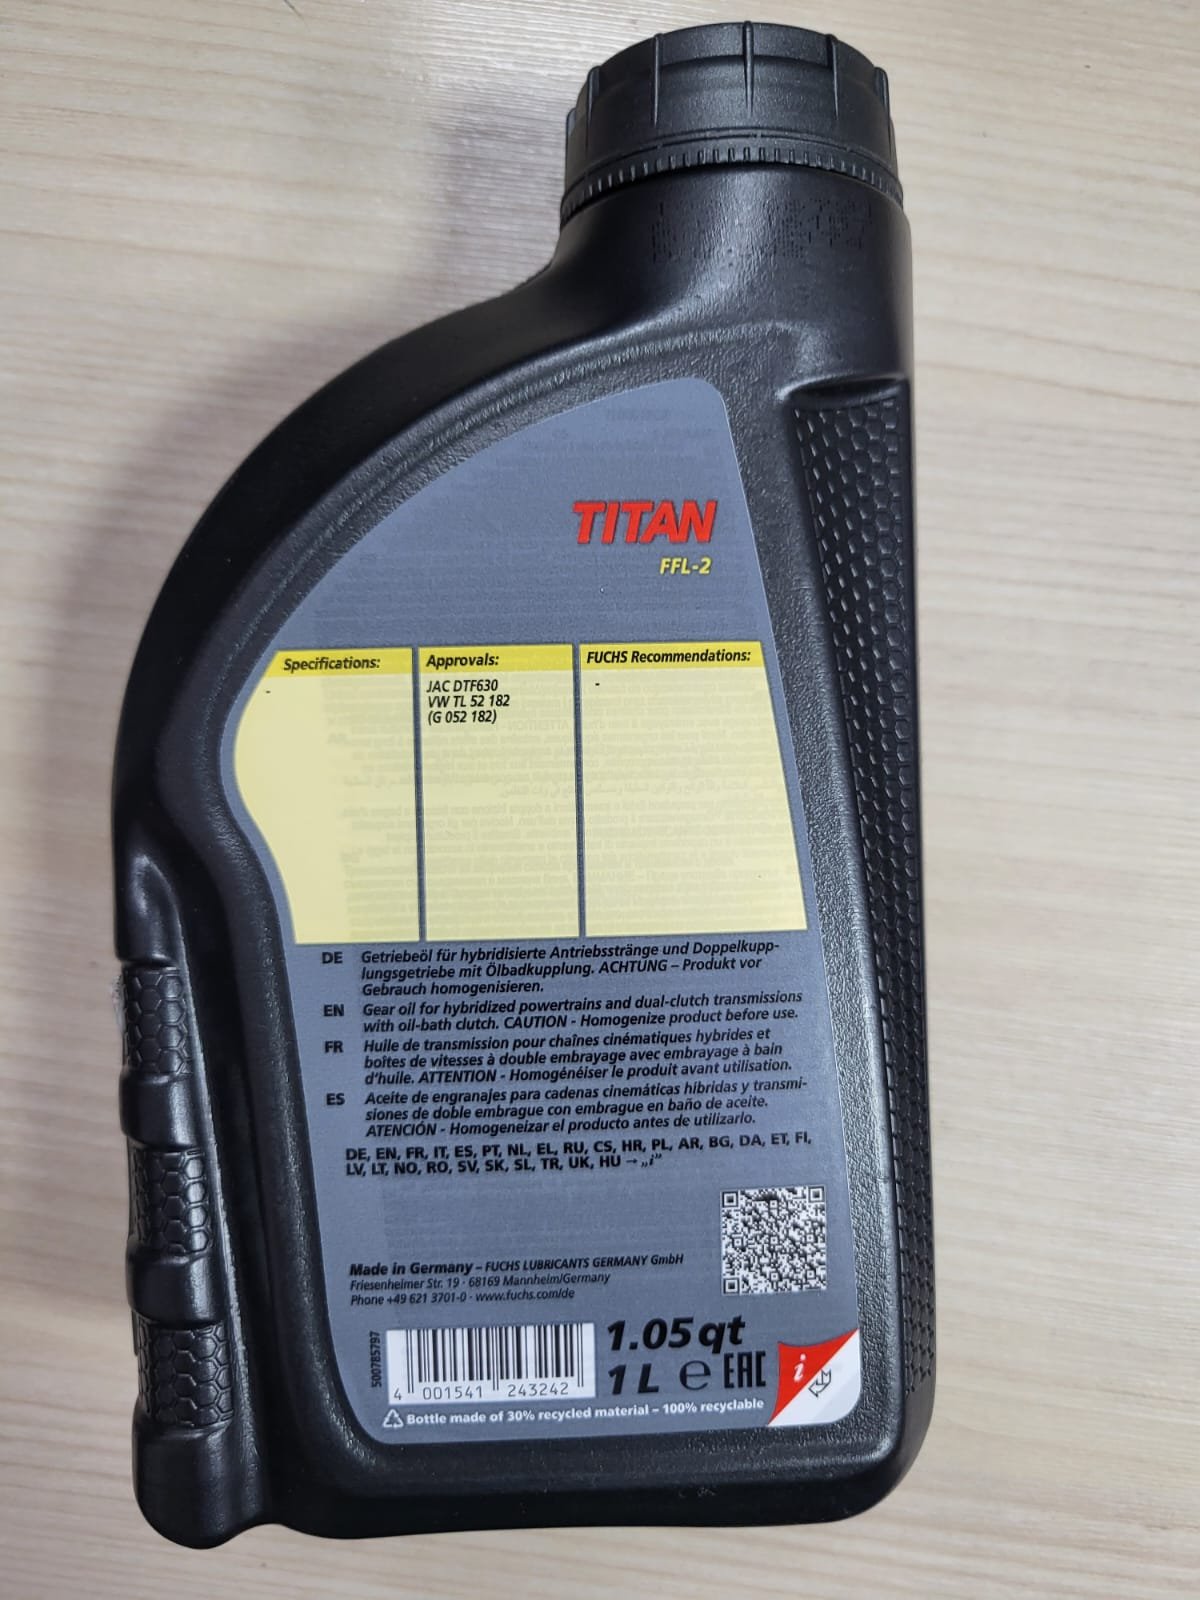 TITAN
FFL-2
Specifications:
-
Approvals:
JAC DTF630
VW TL 52 182
(G 052 182)
FUCHS Recommendations:
-
DE Getriebeöl für hybridisierte Antriebsstränge und Doppelkupp-
lungsgetriebe mit Ölbadkupplung. ACHTUNG – Produkt vor
Gebrauch homogenisieren.
EN Gear oil for hybridized powertrains and dual-clutch transmissions
with oil-bath clutch. CAUTION - Homogenize product before use.
FR Huile de transmission pour chaînes cinématiques hybrides et
boîtes de vitesses à double embrayage avec embrayage à bain
d'huile. ATTENTION - Homogénéiser le produit avant utilisation.
ES Aceite de engranajes para cadenas cinemáticas híbridas y transmi-
siones de doble embrague con embrague en baño de aceite.
ATENCIÓN - Homogeneizar el producto antes de utilizarlo.
DE, EN, FR, IT, ES, PT, NL, EL, RU, CS, HR, PL, AR, BG, DA, ET, FI,
LV, LT, NO, RO, SV, SK, SL, TR, UK, HU → „i"
Made in Germany – FUCHS LUBRICANTS GERMANY GmbH
Friesenheimer Str. 19 · 68169 Mannheim/Germany
Phone +49 621 3701-0 · www.fuchs.com/de
500785797
4 001541 243242
1.05 qt
1 L e EAC
i
Bottle made of 30% recycled material – 100% recyclable